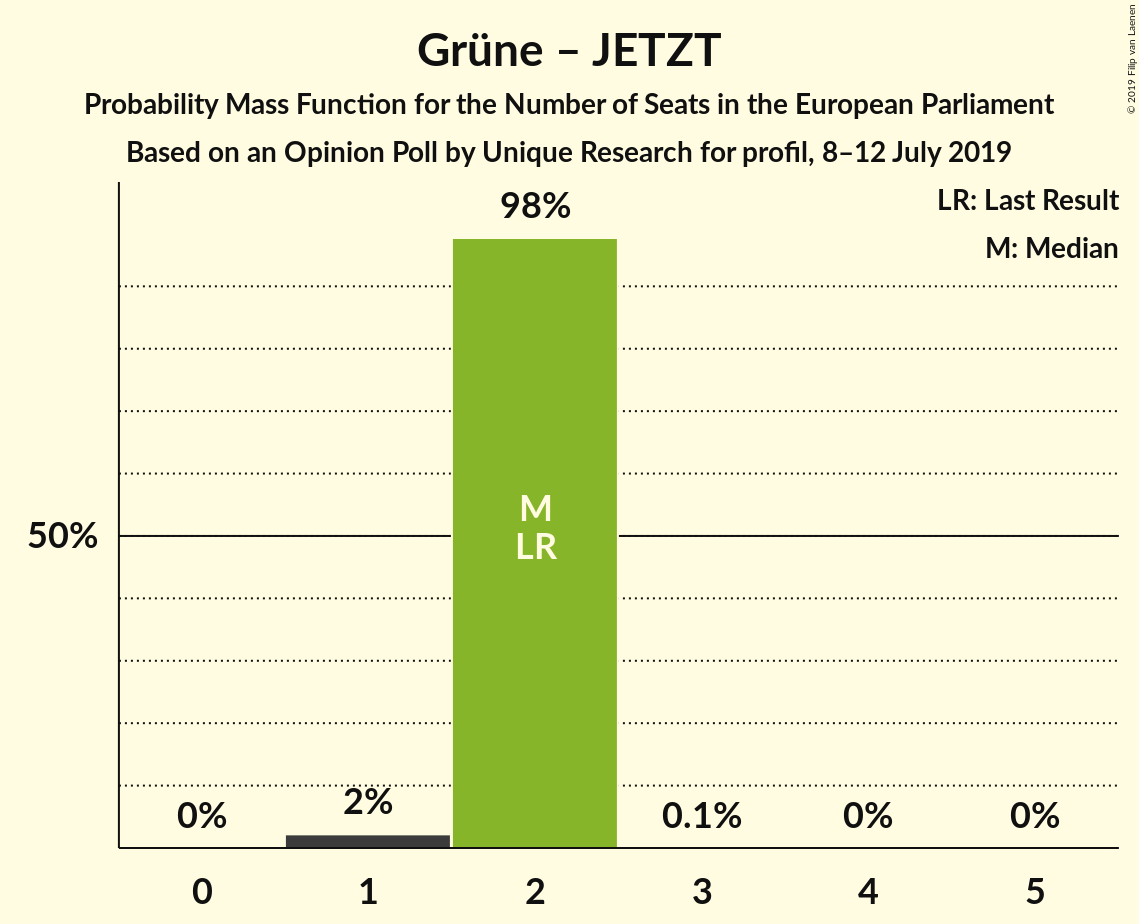 Grüne – JETZT
Probability Mass Function for the Number of Seats in the European Parliament
Based on an Opinion Poll by Unique Research for profil, 8–12 July 2019
© 2019 Filip van Laenen
LR: Last Result
M: Median
98%
M
LR
50%
0%
2%
0.1%
0%
0%
0
1
2
3
4
5